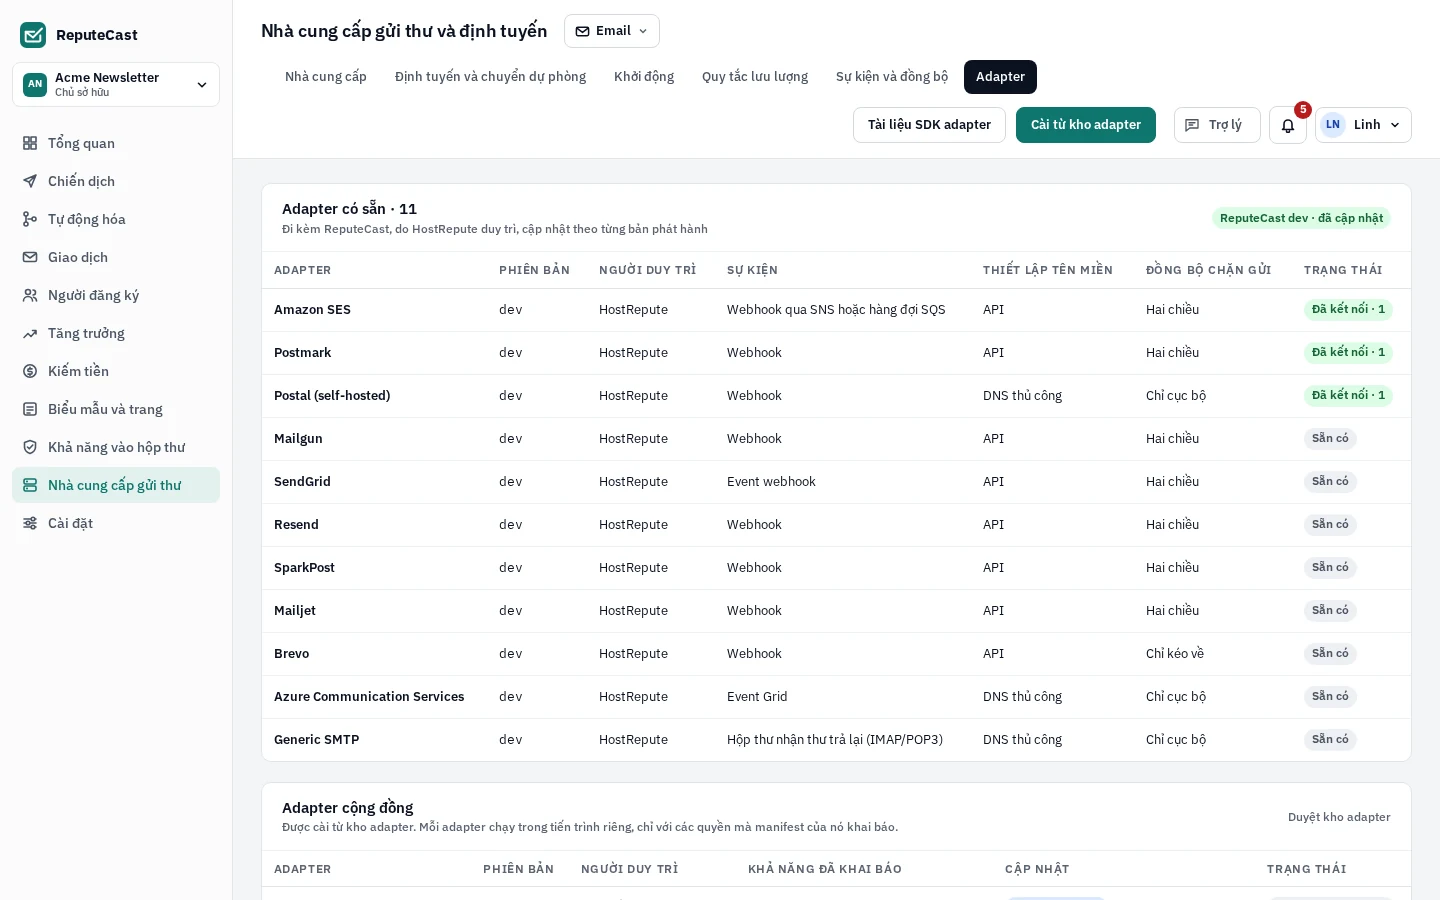 ReputeCast
AN
Acme Newsletter
Chủ sở hữu
Tổng quan
Chiến dịch
Tự động hóa
Giao dịch
Người đăng ký
Tăng trưởng
Kiếm tiền
Biểu mẫu và trang
Khả năng vào hộp thư
Nhà cung cấp gửi thư
Cài đặt
Nhà cung cấp gửi thư và định tuyến
Email
Nhà cung cấp Định tuyến và chuyển dự phòng Khởi động Quy tắc lưu lượng Sự kiện và đồng bộ Adapter
Tài liệu SDK adapter Cài từ kho adapter Trợ lý 5 LN Linh
Adapter có sẵn · 11
Đi kèm ReputeCast, do HostRepute duy trì, cập nhật theo từng bản phát hành
ReputeCast dev · đã cập nhật
ADAPTER PHIÊN BẢN NGƯỜI DUY TRÌ SỰ KIỆN THIẾT LẬP TÊN MIỀN ĐỒNG BỘ CHẶN GỬI TRẠNG THÁI
Amazon SES dev HostRepute Webhook qua SNS hoặc hàng đợi SQS API Hai chiều Đã kết nối · 1
Postmark dev HostRepute Webhook API Hai chiều Đã kết nối · 1
Postal (self-hosted) dev HostRepute Webhook DNS thủ công Chỉ cục bộ Đã kết nối · 1
Mailgun dev HostRepute Webhook API Hai chiều Sẵn có
SendGrid dev HostRepute Event webhook API Hai chiều Sẵn có
Resend dev HostRepute Webhook API Hai chiều Sẵn có
SparkPost dev HostRepute Webhook API Hai chiều Sẵn có
Mailjet dev HostRepute Webhook API Hai chiều Sẵn có
Brevo dev HostRepute Webhook API Chỉ kéo về Sẵn có
Azure Communication Services dev HostRepute Event Grid DNS thủ công Chỉ cục bộ Sẵn có
Generic SMTP dev HostRepute Hộp thư nhận thư trả lại (IMAP/POP3) DNS thủ công Chỉ cục bộ Sẵn có
Adapter cộng đồng
Được cài từ kho adapter. Mỗi adapter chạy trong tiến trình riêng, chỉ với các quyền mà manifest của nó khai báo.
Duyệt kho adapter
ADAPTER PHIÊN BẢN NGƯỜI DUY TRÌ KHẢ NĂNG ĐÃ KHAI BÁO CẬP NHẬT TRẠNG THÁI